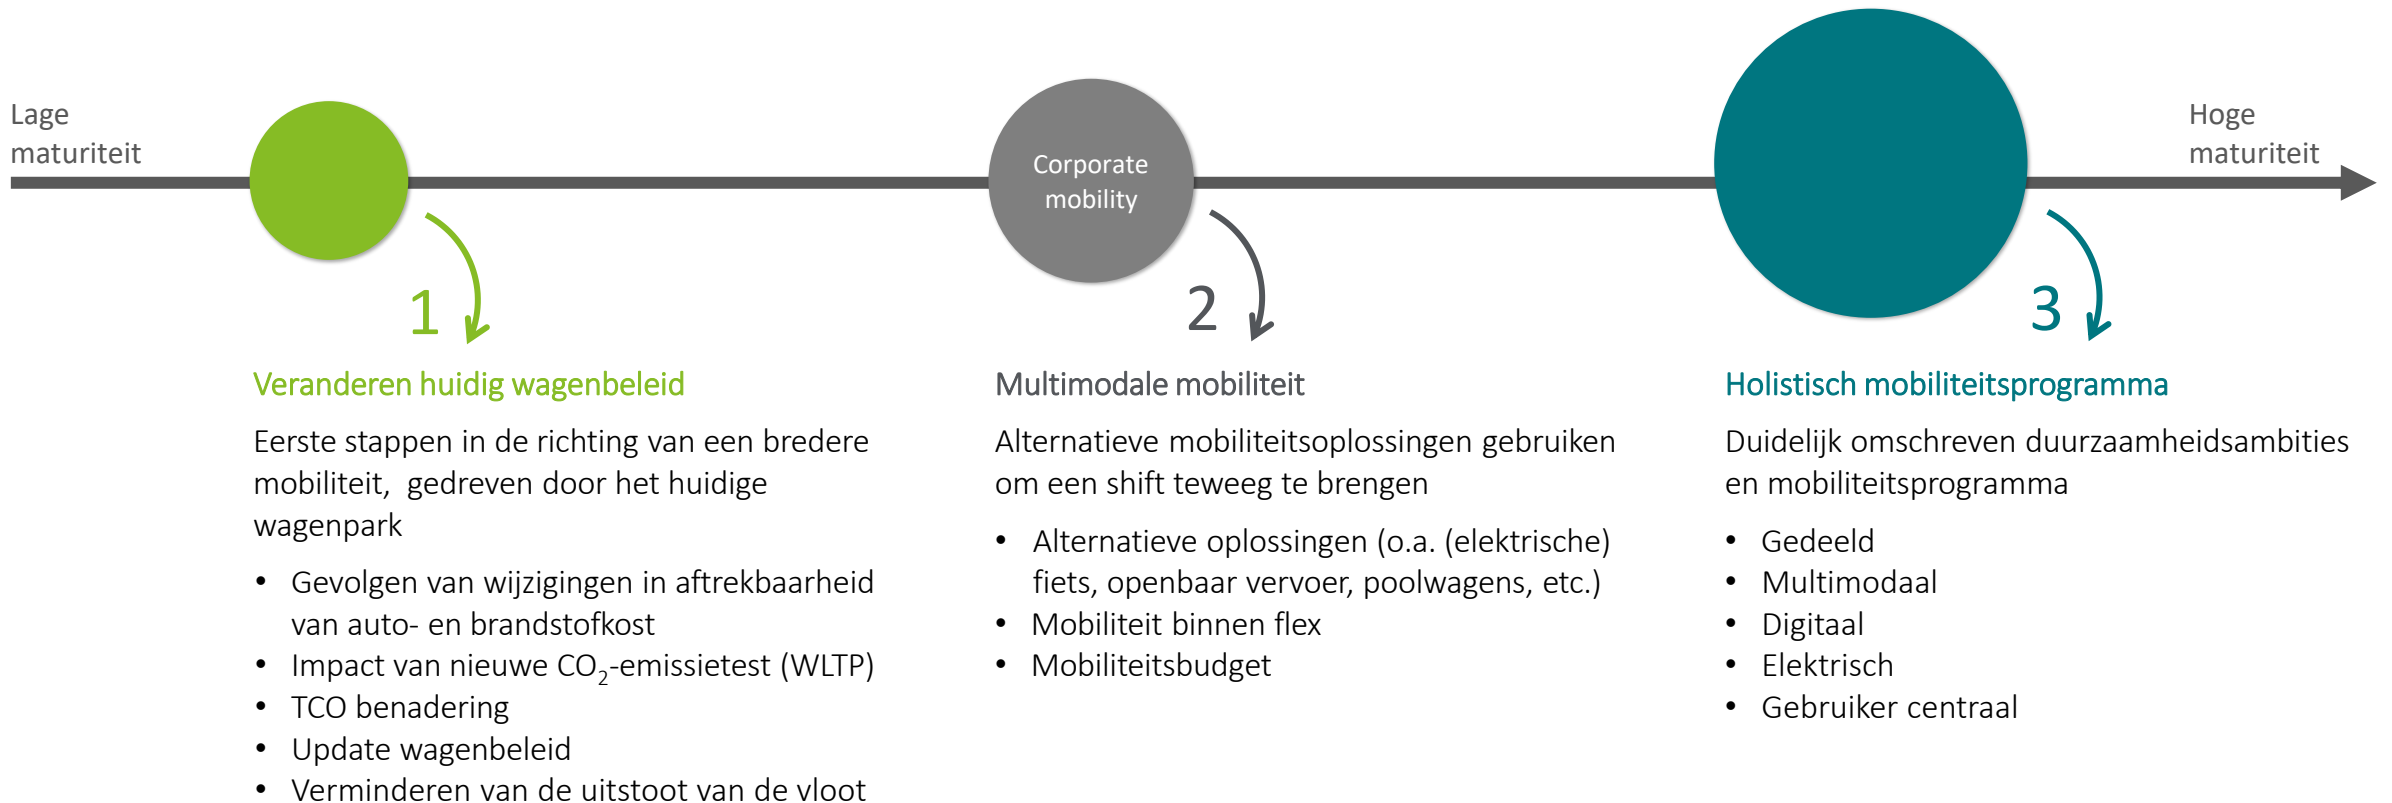 Lage
maturiteit
Corporate
mobility
Hoge
maturiteit
1
Veranderen huidig wagenbeleid
Eerste stappen in de richting van een bredere
mobiliteit, gedreven door het huidige
wagenpark
• Gevolgen van wijzigingen in aftrekbaarheid
van auto- en brandstofkost
• Impact van nieuwe CO₂-emissietest (WLTP)
• TCO benadering
• Update wagenbeleid
• Verminderen van de uitstoot van de vloot
2
Multimodale mobiliteit
Alternatieve mobiliteitsoplossingen gebruiken
om een shift teweeg te brengen
• Alternatieve oplossingen (o.a. (elektrische)
fiets, openbaar vervoer, poolwagens, etc.)
• Mobiliteit binnen flex
• Mobiliteitsbudget
3
Holistisch mobiliteitsprogramma
Duidelijk omschreven duurzaamheidsambities
en mobiliteitsprogramma
• Gedeeld
• Multimodaal
• Digitaal
• Elektrisch
• Gebruiker centraal